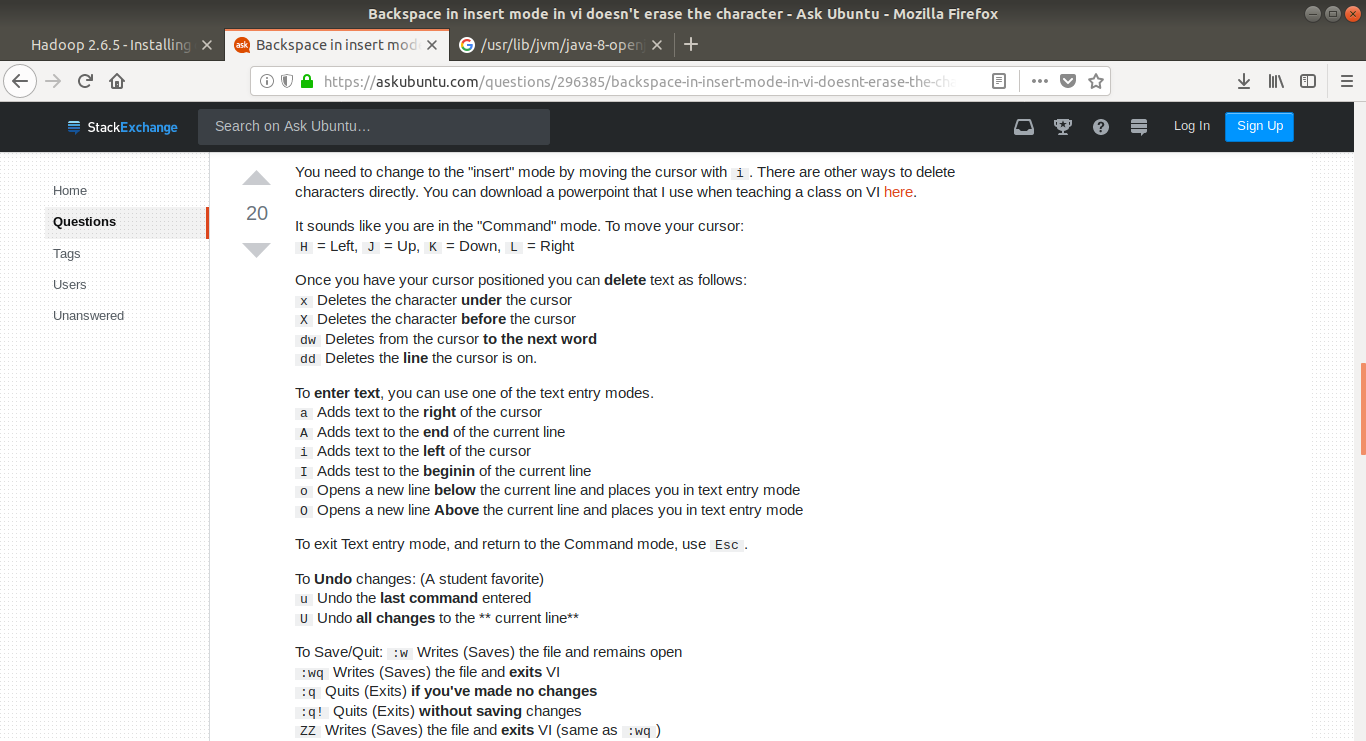 Backspace in insert mode in vi doesn't erase the character - Ask Ubuntu - Mozilla Firefox
Hadoop 2.6.5 - Installing
Backspace in insert mod
/usr/lib/jvm/java-8-open
https://askubuntu.com/questions/296385/backspace-in-insert-mode-in-vi-doesnt-erase-the-cha
StackExchange
Search on Ask Ubuntu…
Log In
Sign Up
Home
Questions
Tags
Users
Unanswered
20
You need to change to the "insert" mode by moving the cursor with i. There are other ways to delete
characters directly. You can download a powerpoint that I use when teaching a class on VI here.
It sounds like you are in the "Command" mode. To move your cursor:
H = Left, J = Up, K = Down, L = Right
Once you have your cursor positioned you can delete text as follows:
x Deletes the character under the cursor
X Deletes the character before the cursor
dw Deletes from the cursor to the next word
dd Deletes the line the cursor is on.
To enter text, you can use one of the text entry modes.
a Adds text to the right of the cursor
A Adds text to the end of the current line
i Adds text to the left of the cursor
I Adds test to the beginin of the current line
o Opens a new line below the current line and places you in text entry mode
O Opens a new line Above the current line and places you in text entry mode
To exit Text entry mode, and return to the Command mode, use Esc.
To Undo changes: (A student favorite)
u Undo the last command entered
U Undo all changes to the ** current line**
To Save/Quit: :w Writes (Saves) the file and remains open
:wq Writes (Saves) the file and exits VI
:q Quits (Exits) if you've made no changes
:q! Quits (Exits) without saving changes
ZZ Writes (Saves) the file and exits VI (same as :wq)